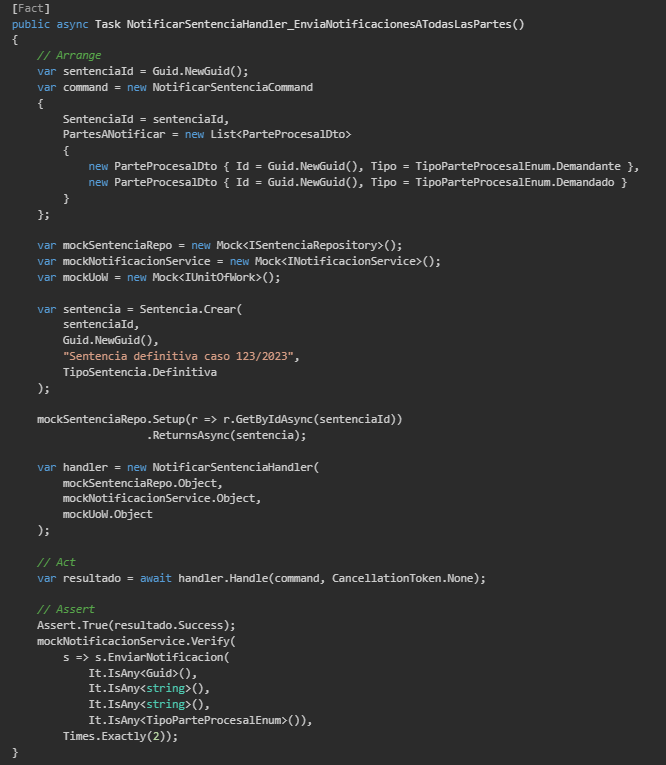 [Fact]
public async Task NotificarSentenciaHandler_EnviaNotificacionesATodasLasPartes()
{
    // Arrange
    var sentenciaId = Guid.NewGuid();
    var command = new NotificarSentenciaCommand
    {
        SentenciaId = sentenciaId,
        PartesANotificar = new List<ParteProcesalDto>
        {
            new ParteProcesalDto { Id = Guid.NewGuid(), Tipo = TipoParteProcesalEnum.Demandante },
            new ParteProcesalDto { Id = Guid.NewGuid(), Tipo = TipoParteProcesalEnum.Demandado }
        }
    };

    var mockSentenciaRepo = new Mock<ISentenciaRepository>();
    var mockNotificacionService = new Mock<INotificacionService>();
    var mockUoW = new Mock<IUnitOfWork>();

    var sentencia = Sentencia.Crear(
        sentenciaId,
        Guid.NewGuid(),
        "Sentencia definitiva caso 123/2023",
        TipoSentencia.Definitiva
    );

    mockSentenciaRepo.Setup(r => r.GetByIdAsync(sentenciaId))
                     .ReturnsAsync(sentencia);

    var handler = new NotificarSentenciaHandler(
        mockSentenciaRepo.Object,
        mockNotificacionService.Object,
        mockUoW.Object
    );

    // Act
    var resultado = await handler.Handle(command, CancellationToken.None);

    // Assert
    Assert.True(resultado.Success);
    mockNotificacionService.Verify(
        s => s.EnviarNotificacion(
            It.IsAny<Guid>(),
            It.IsAny<string>(),
            It.IsAny<string>(),
            It.IsAny<TipoParteProcesalEnum>()),
        Times.Exactly(2));
}